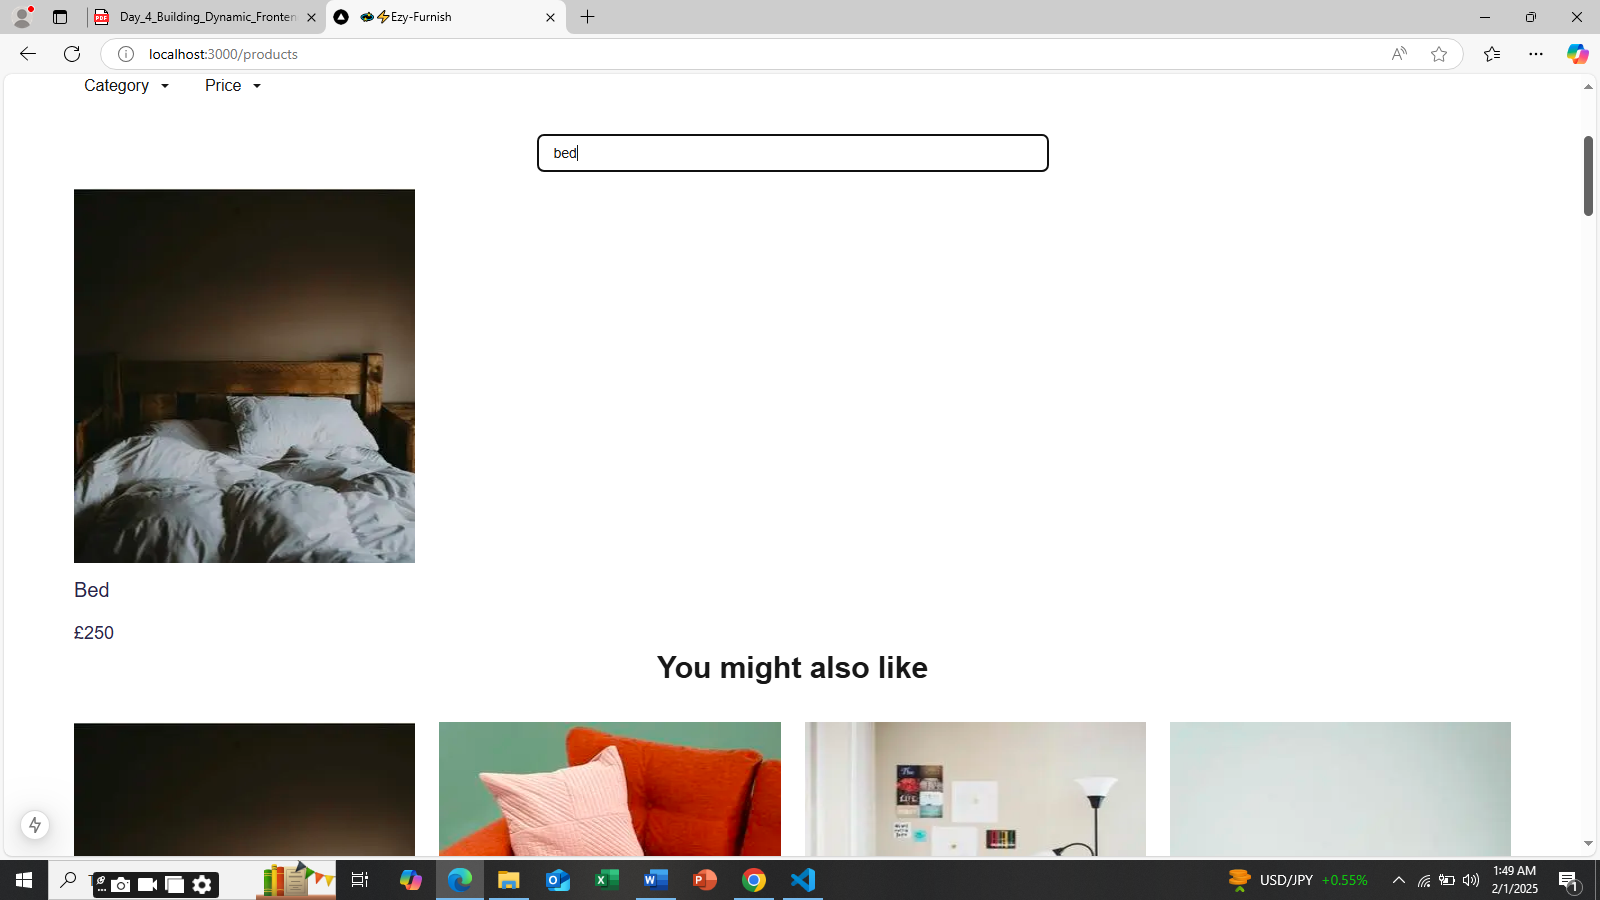 Day_4_Building_Dynamic_Fronten
⚡Ezy-Furnish
localhost:3000/products
Category
Price
bed
Bed
£250
You might also like
USD/JPY +0.55%
1:49 AM
2/1/2025
1